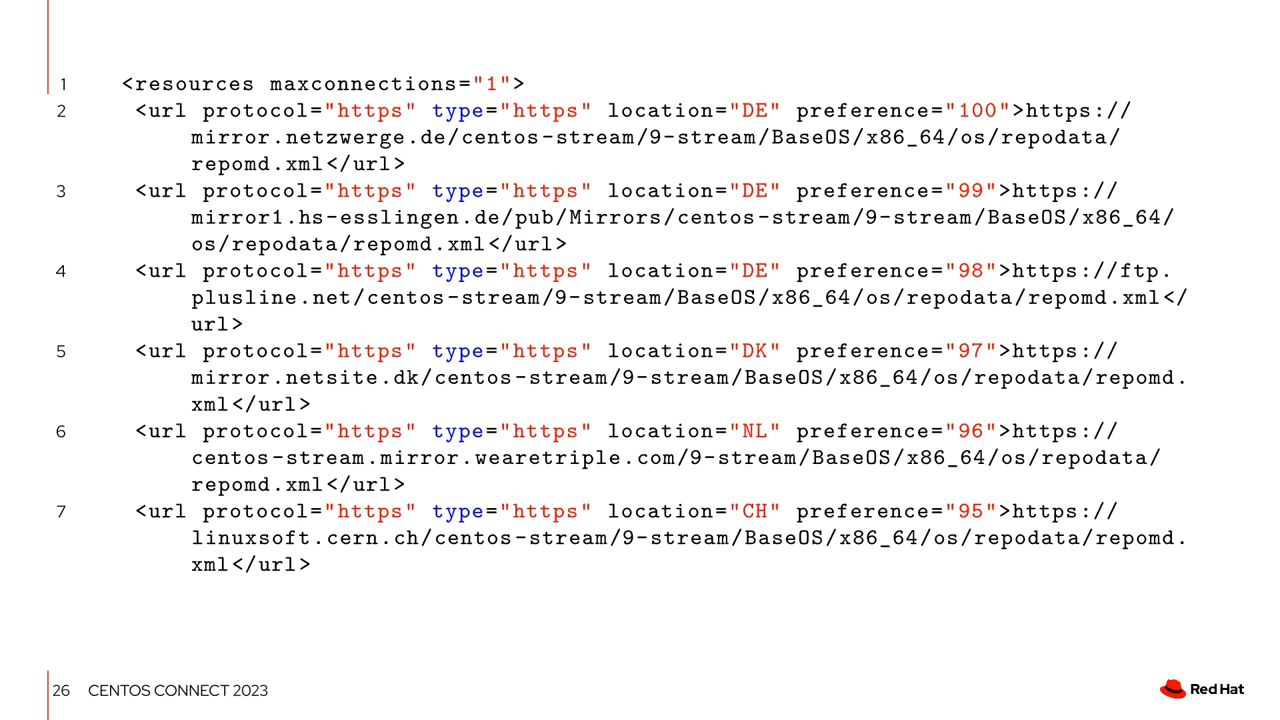 1 <resources maxconnections="1">
2 <url protocol="https" type="https" location="DE" preference="100">https://
mirror.netzwerge.de/centos-stream/9-stream/BaseOS/x86_64/os/repodata/
repomd.xml</url>
3 <url protocol="https" type="https" location="DE" preference="99">https://
mirror1.hs-esslingen.de/pub/Mirrors/centos-stream/9-stream/BaseOS/x86_64/
os/repodata/repomd.xml</url>
4 <url protocol="https" type="https" location="DE" preference="98">https://ftp.
plusline.net/centos-stream/9-stream/BaseOS/x86_64/os/repodata/repomd.xml</
url>
5 <url protocol="https" type="https" location="DK" preference="97">https://
mirror.netsite.dk/centos-stream/9-stream/BaseOS/x86_64/os/repodata/repomd.
xml</url>
6 <url protocol="https" type="https" location="NL" preference="96">https://
centos-stream.mirror.wearetriple.com/9-stream/BaseOS/x86_64/os/repodata/
repomd.xml</url>
7 <url protocol="https" type="https" location="CH" preference="95">https://
linuxsoft.cern.ch/centos-stream/9-stream/BaseOS/x86_64/os/repodata/repomd.
xml</url>
26 CENTOS CONNECT 2023
Red Hat